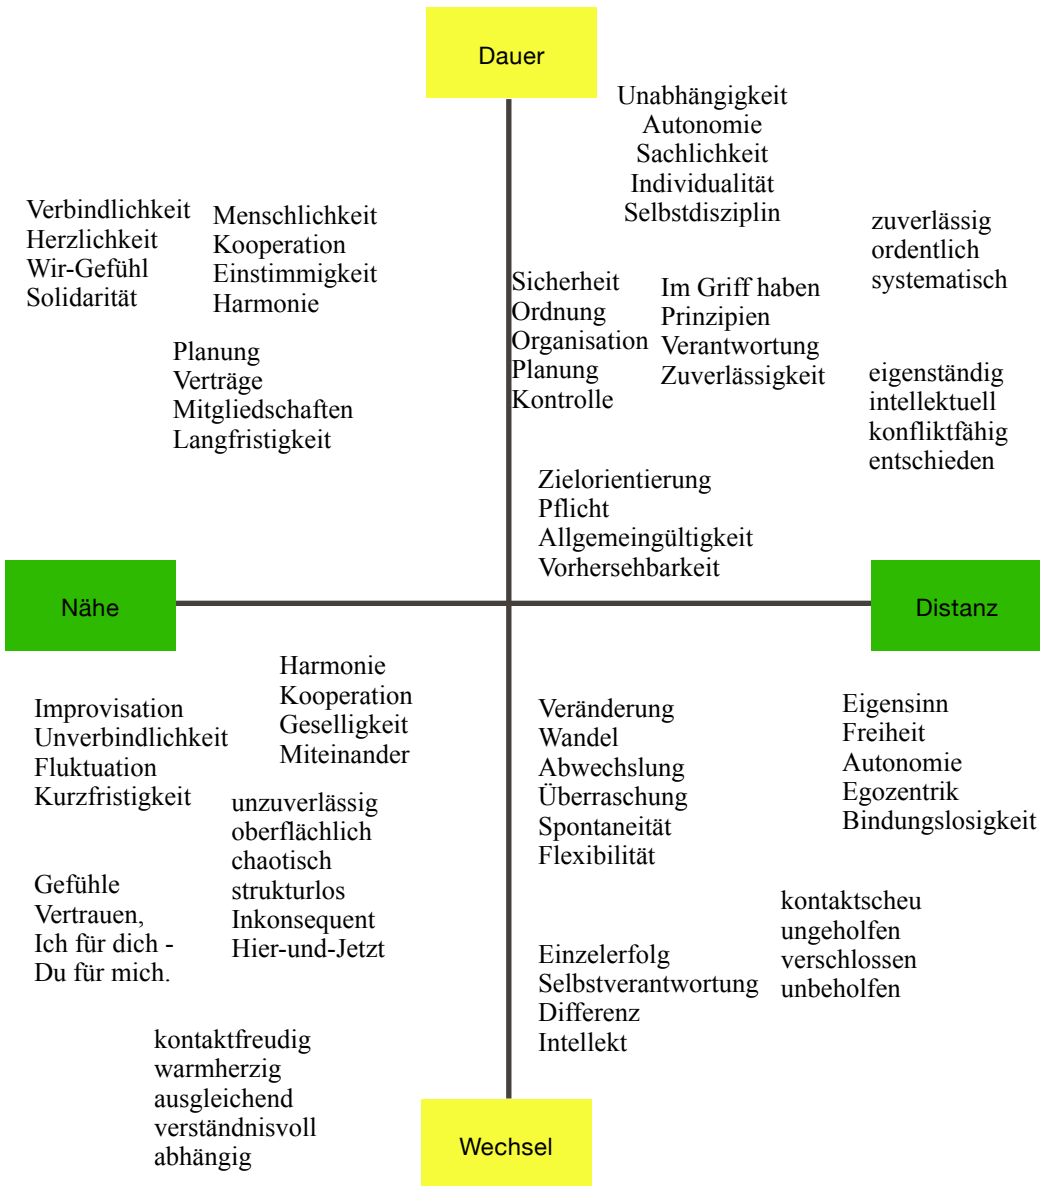 Dauer
Unabhängigkeit
Autonomie
Sachlichkeit
Individualität
Selbstdisziplin
Verbindlichkeit
Herzlichkeit
Wir-Gefühl
Solidarität
Menschlichkeit
Kooperation
Einstimmigkeit
Harmonie
zuverlässig
ordentlich
systematisch
Sicherheit
Ordnung
Organisation
Planung
Kontrolle
Im Griff haben
Prinzipien
Verantwortung
Zuverlässigkeit
Planung
Verträge
Mitgliedschaften
Langfristigkeit
eigenständig
intellektuell
konfliktfähig
entschieden
Zielorientierung
Pflicht
Allgemeingültigkeit
Vorhersehbarkeit
Nähe
Distanz
Harmonie
Kooperation
Geselligkeit
Miteinander
Improvisation
Unverbindlichkeit
Fluktuation
Kurzfristigkeit
Veränderung
Wandel
Abwechslung
Überraschung
Spontaneität
Flexibilität
Eigensinn
Freiheit
Autonomie
Egozentrik
Bindungslosigkeit
unzuverlässig
oberflächlich
chaotisch
strukturlos
Inkonsequent
Hier-und-Jetzt
Gefühle
Vertrauen,
Ich für dich -
Du für mich.
kontaktscheu
ungeholfen
verschlossen
unbeholfen
Einzelerfolg
Selbstverantwortung
Differenz
Intellekt
kontaktfreudig
warmherzig
ausgleichend
verständnisvoll
abhängig
Wechsel